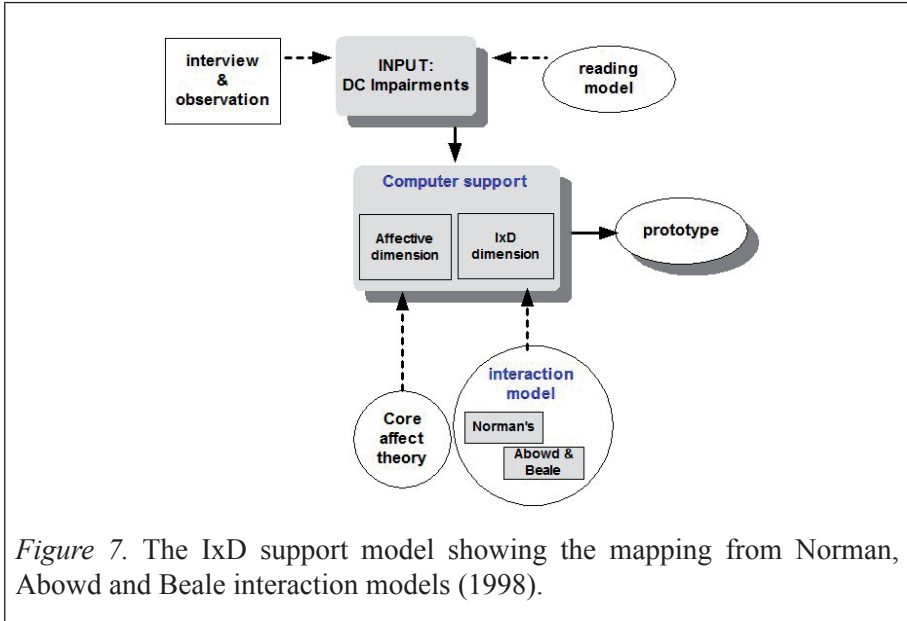 interview
&
observation
INPUT:
DC Impairments
reading
model
Computer support
Affective
dimension
IxD
dimension
prototype
interaction
model
Norman's
Abowd &
Beale
Core
affect
theory
Figure 7. The IxD support model showing the mapping from Norman,
Abowd and Beale interaction models (1998).